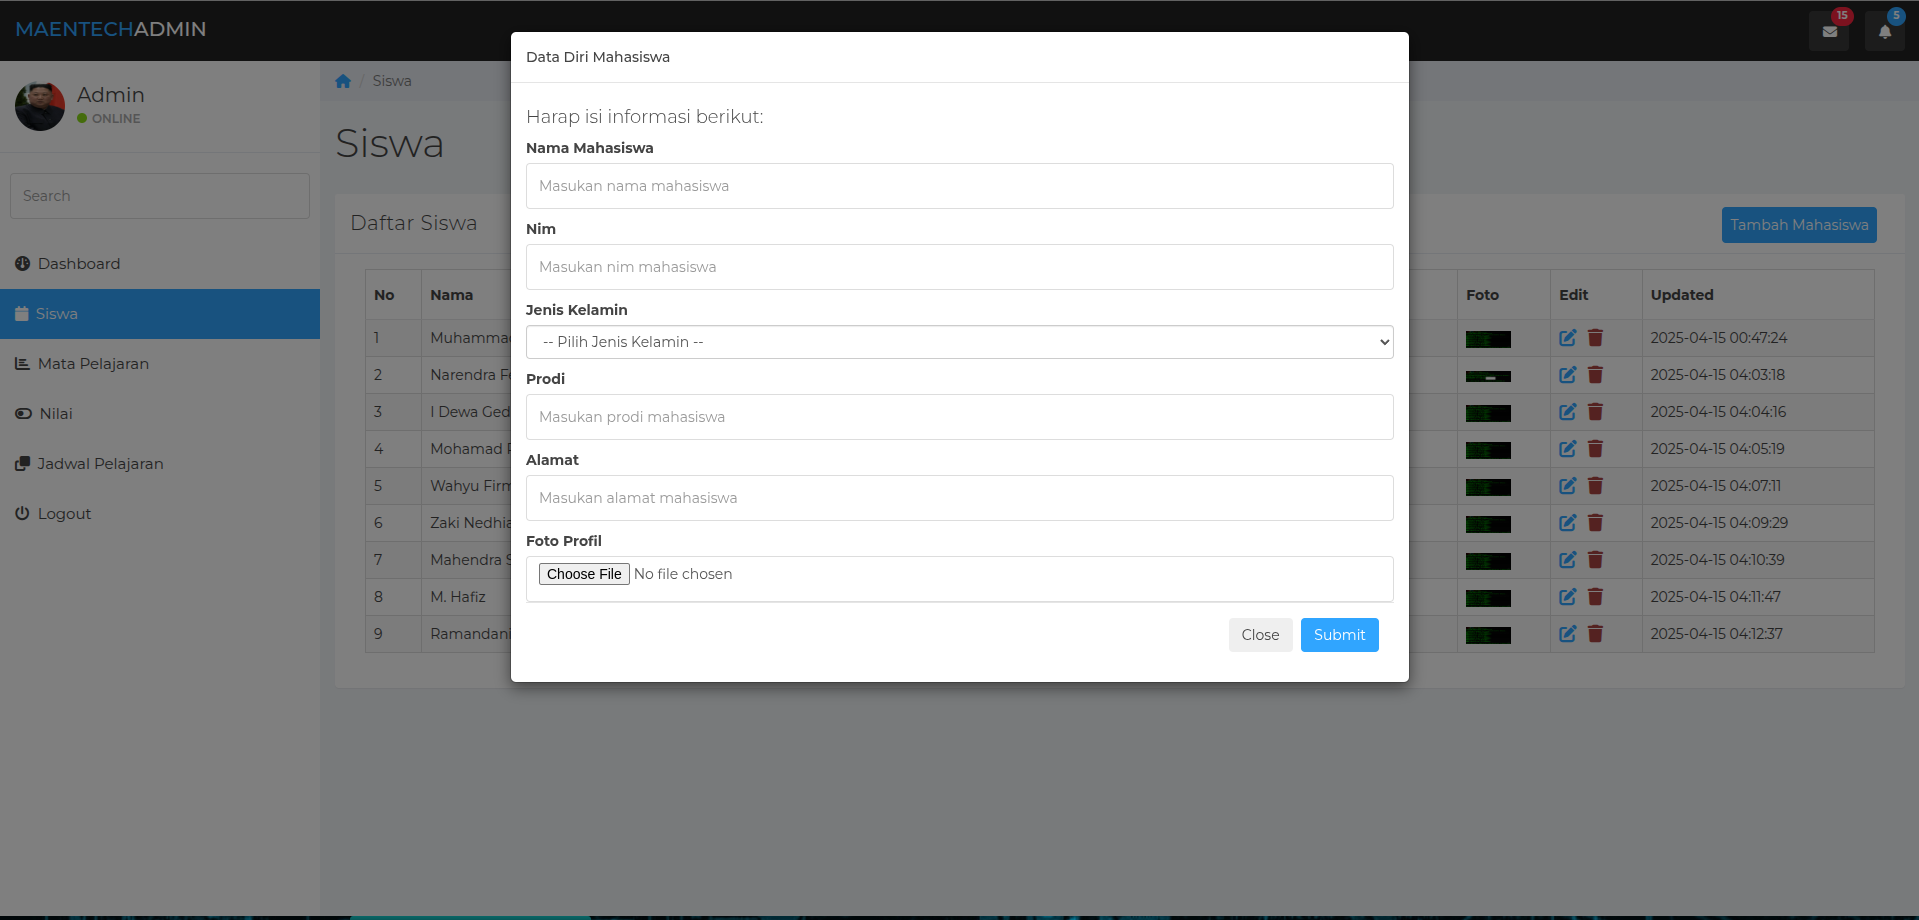 MAENTECHADMIN
15
5
Admin
ONLINE
Search
Dashboard
Siswa
Mata Pelajaran
Nilai
Jadwal Pelajaran
Logout
/ Siswa
Siswa
Daftar Siswa
Tambah Mahasiswa
No Nama Foto Edit Updated
1 Muhammad 2025-04-15 00:47:24
2 Narendra 2025-04-15 04:03:18
3 I Dewa Ged 2025-04-15 04:04:16
4 Mohamad 2025-04-15 04:05:19
5 Wahyu Firm 2025-04-15 04:07:11
6 Zaki Nedhia 2025-04-15 04:09:29
7 Mahendra S 2025-04-15 04:10:39
8 M. Hafiz 2025-04-15 04:11:47
9 Ramandani 2025-04-15 04:12:37
Data Diri Mahasiswa
Harap isi informasi berikut:
Nama Mahasiswa
Masukan nama mahasiswa
Nim
Masukan nim mahasiswa
Jenis Kelamin
-- Pilih Jenis Kelamin --
Prodi
Masukan prodi mahasiswa
Alamat
Masukan alamat mahasiswa
Foto Profil
Choose File No file chosen
Close Submit